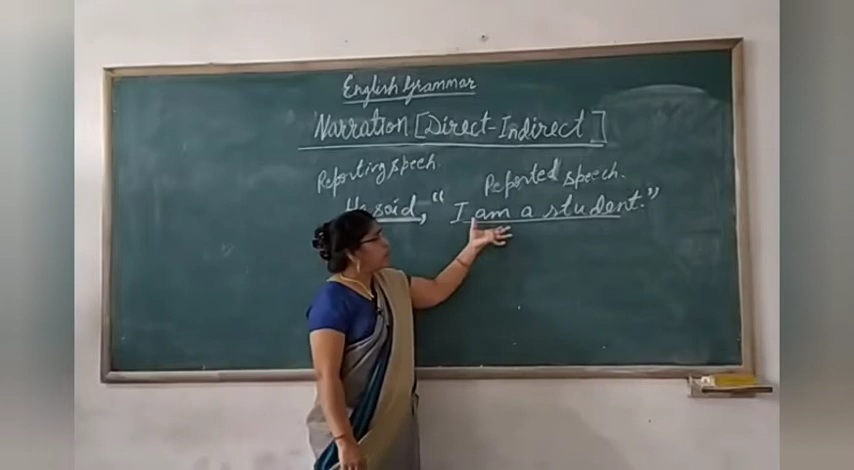 English Grammar
Narration [Direct-Indirect]
Reporting speech.
Reported speech.
He said, "I am a student."